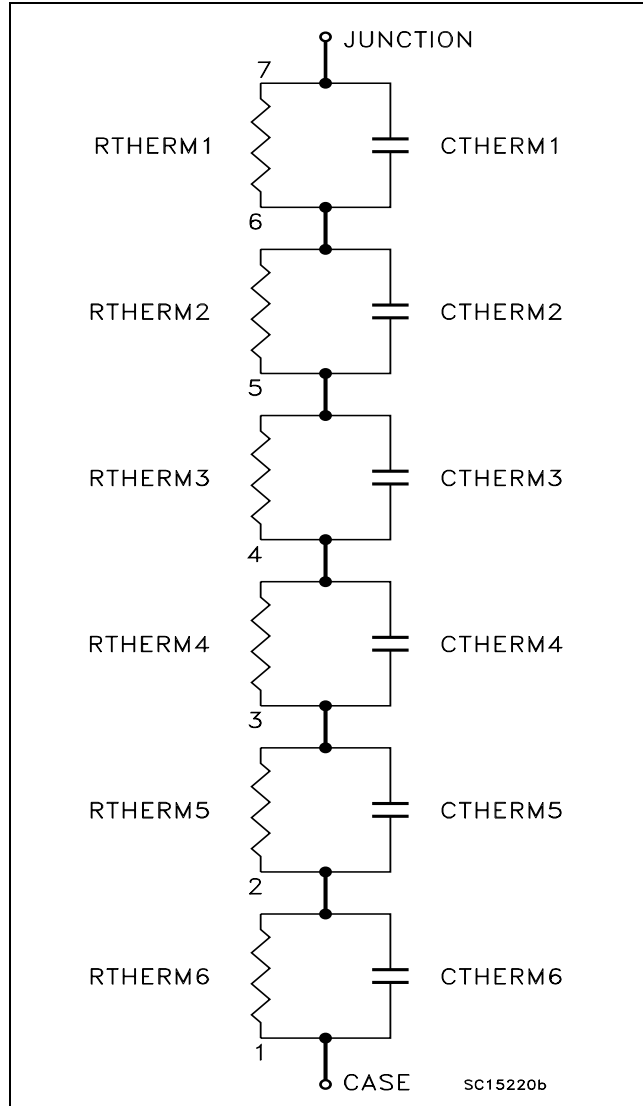 JUNCTION
7
RTHERM1 CTHERM1
6
RTHERM2 CTHERM2
5
RTHERM3 CTHERM3
4
RTHERM4 CTHERM4
3
RTHERM5 CTHERM5
2
RTHERM6 CTHERM6
1
CASE SC15220b